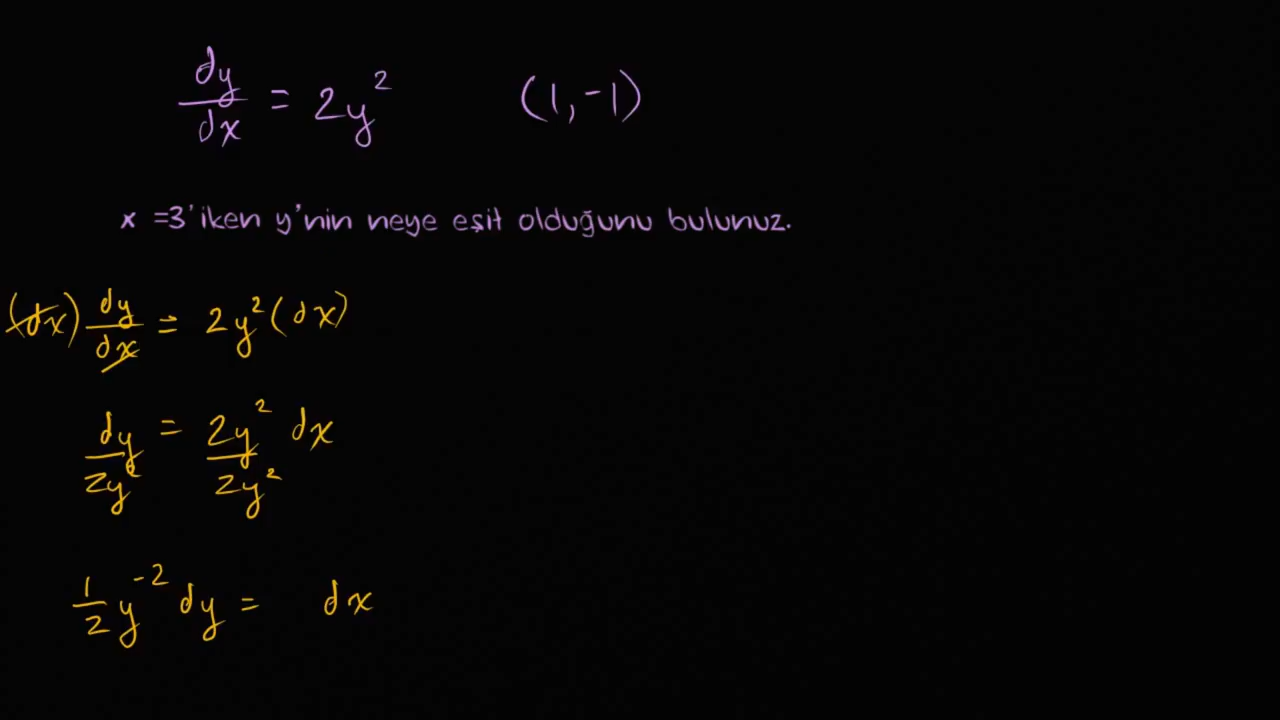 dy/dx = 2y² (1,-1)
x =3'iken y'nin neye eşit olduğunu bulunuz.
(dx) dy/dx = 2y² (dx)
dy/2y² = 2y²/2y² dx
1/2 y⁻² dy = dx